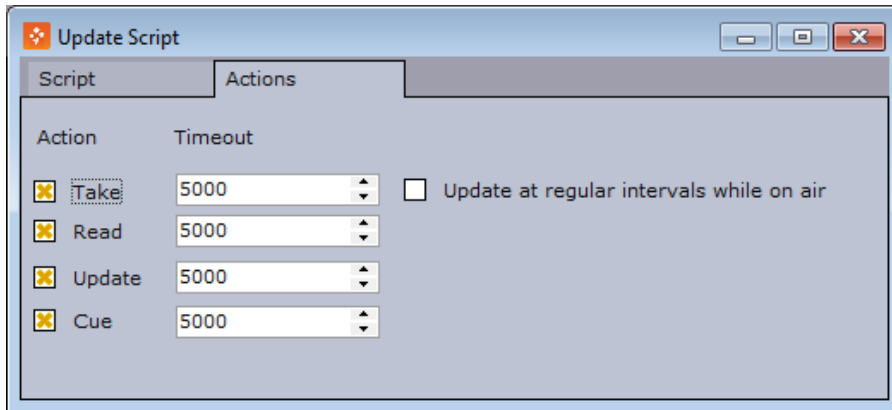 Update Script
Script Actions
Action Timeout
Take 5000 Update at regular intervals while on air
Read 5000
Update 5000
Cue 5000